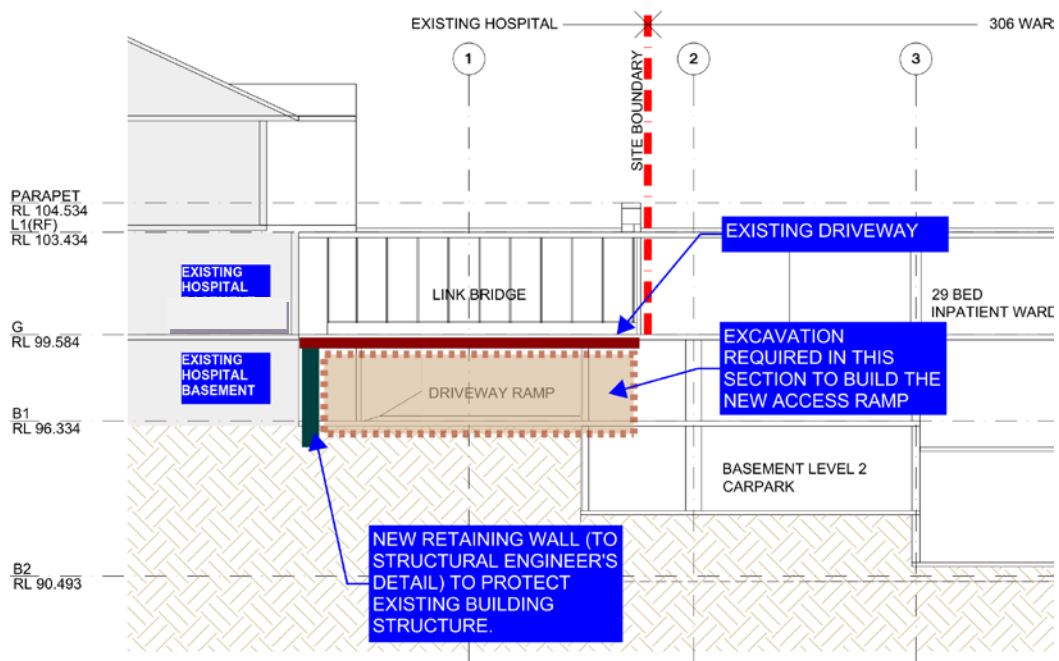 EXISTING HOSPITAL
306 WAR
1
2
3
SITE BOUNDARY
PARAPET
RL 104.534
L1(RF)
RL 103.434
EXISTING DRIVEWAY
EXISTING
HOSPITAL
LINK BRIDGE
29 BED
INPATIENT WARD
G
RL 99.584
EXCAVATION
REQUIRED IN THIS
SECTION TO BUILD THE
NEW ACCESS RAMP
EXISTING
HOSPITAL
BASEMENT
DRIVEWAY RAMP
B1
RL 96.334
BASEMENT LEVEL 2
CARPARK
NEW RETAINING WALL (TO
STRUCTURAL ENGINEER'S
DETAIL) TO PROTECT
EXISTING BUILDING
STRUCTURE.
B2
RL 90.493